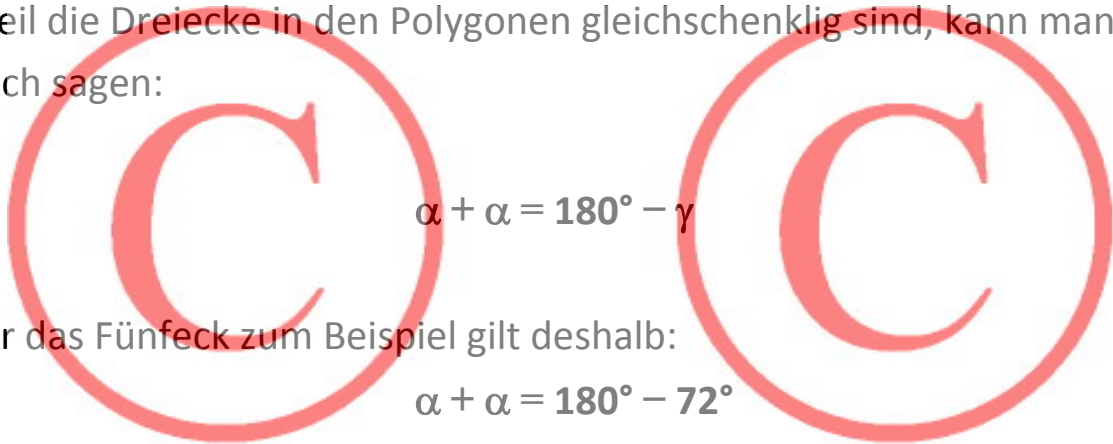 eil die Dreiecke in den Polygonen gleichschenklig sind, kann man
ch sagen:
α + α = 180° – γ
r das Fünfeck zum Beispiel gilt deshalb:
α + α = 180° – 72°